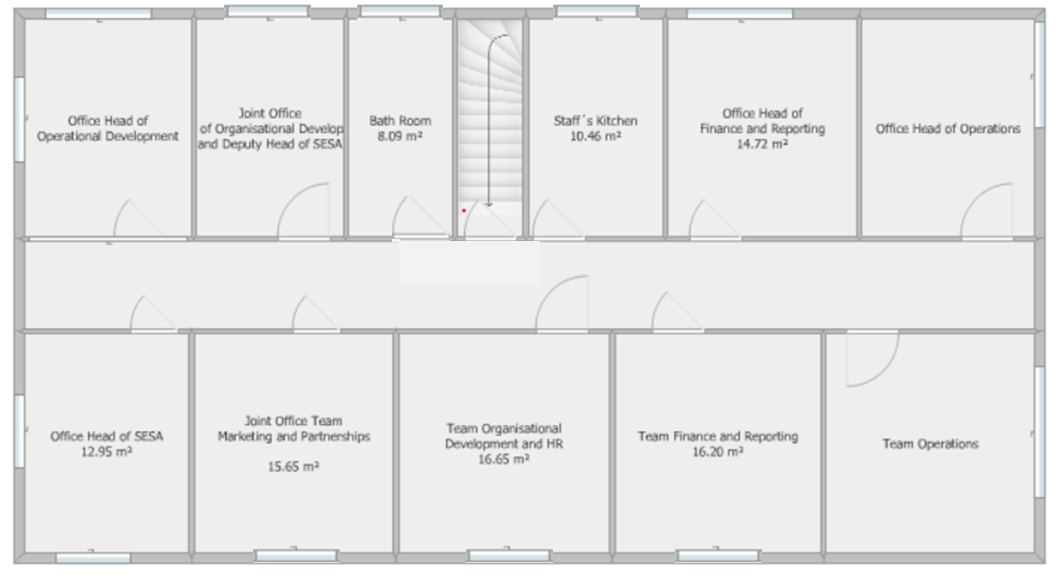 Office Head of
Operational Development
Joint Office
of Organisational Develop
and Deputy Head of SESA
Bath Room
8.09 m²
Staff´s Kitchen
10.46 m²
Office Head of
Finance and Reporting
14.72 m²
Office Head of Operations
Office Head of SESA
12.95 m²
Joint Office Team
Marketing and Partnerships
15.65 m²
Team Organisational
Development and HR
16.65 m²
Team Finance and Reporting
16.20 m²
Team Operations